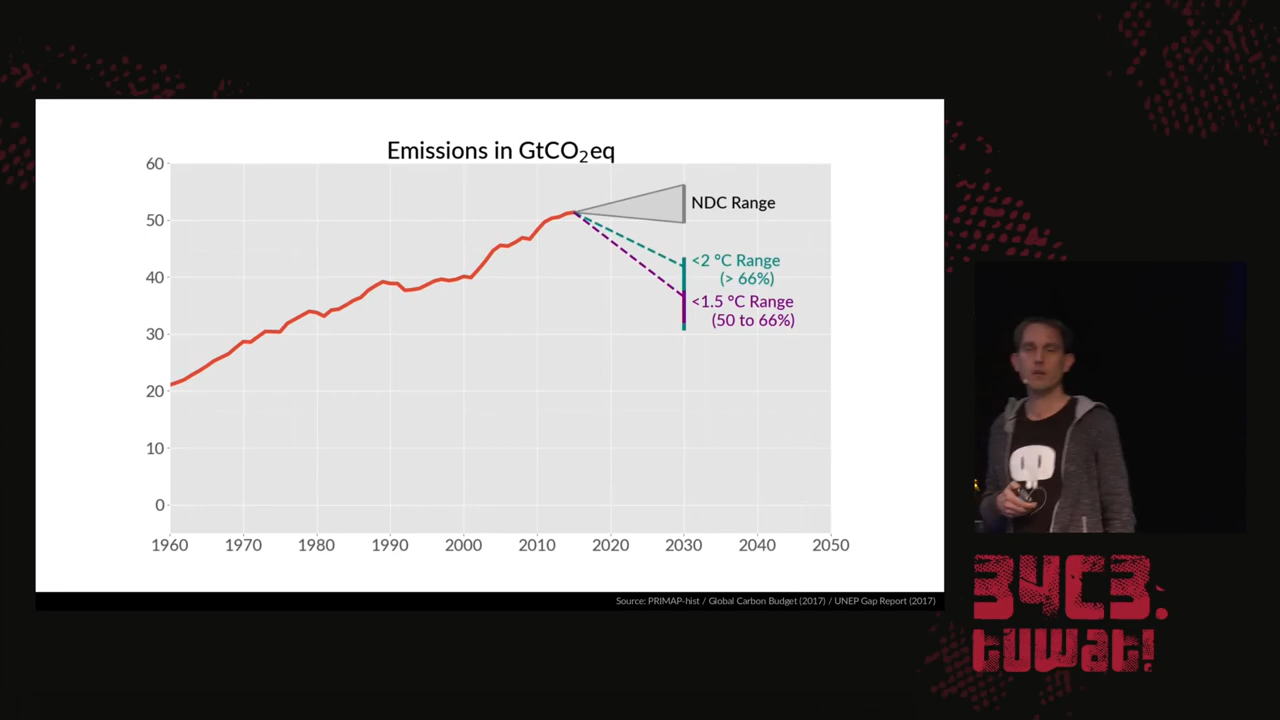 Emissions in GtCO₂eq
60
50
40
30
20
10
0
1960 1970 1980 1990 2000 2010 2020 2030 2040 2050
NDC Range
<2 °C Range
(> 66%)
<1.5 °C Range
(50 to 66%)
Source: PRIMAP-hist / Global Carbon Budget (2017) / UNEP Gap Report (2017)
34C3.
tuwat!